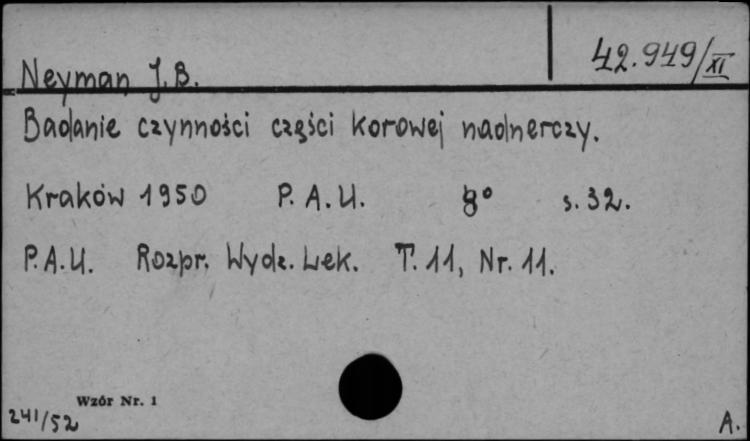 42.949/XI
Neyman J.B.
Badanie czynności części korowej nadnerczy.
Kraków 1950 P.A.U. 8° s. 32.
P.A.U. Rozpr. Wydz. Lek. T. 11, Nr. 11.
Wzór Nr. 1
241/52 A.